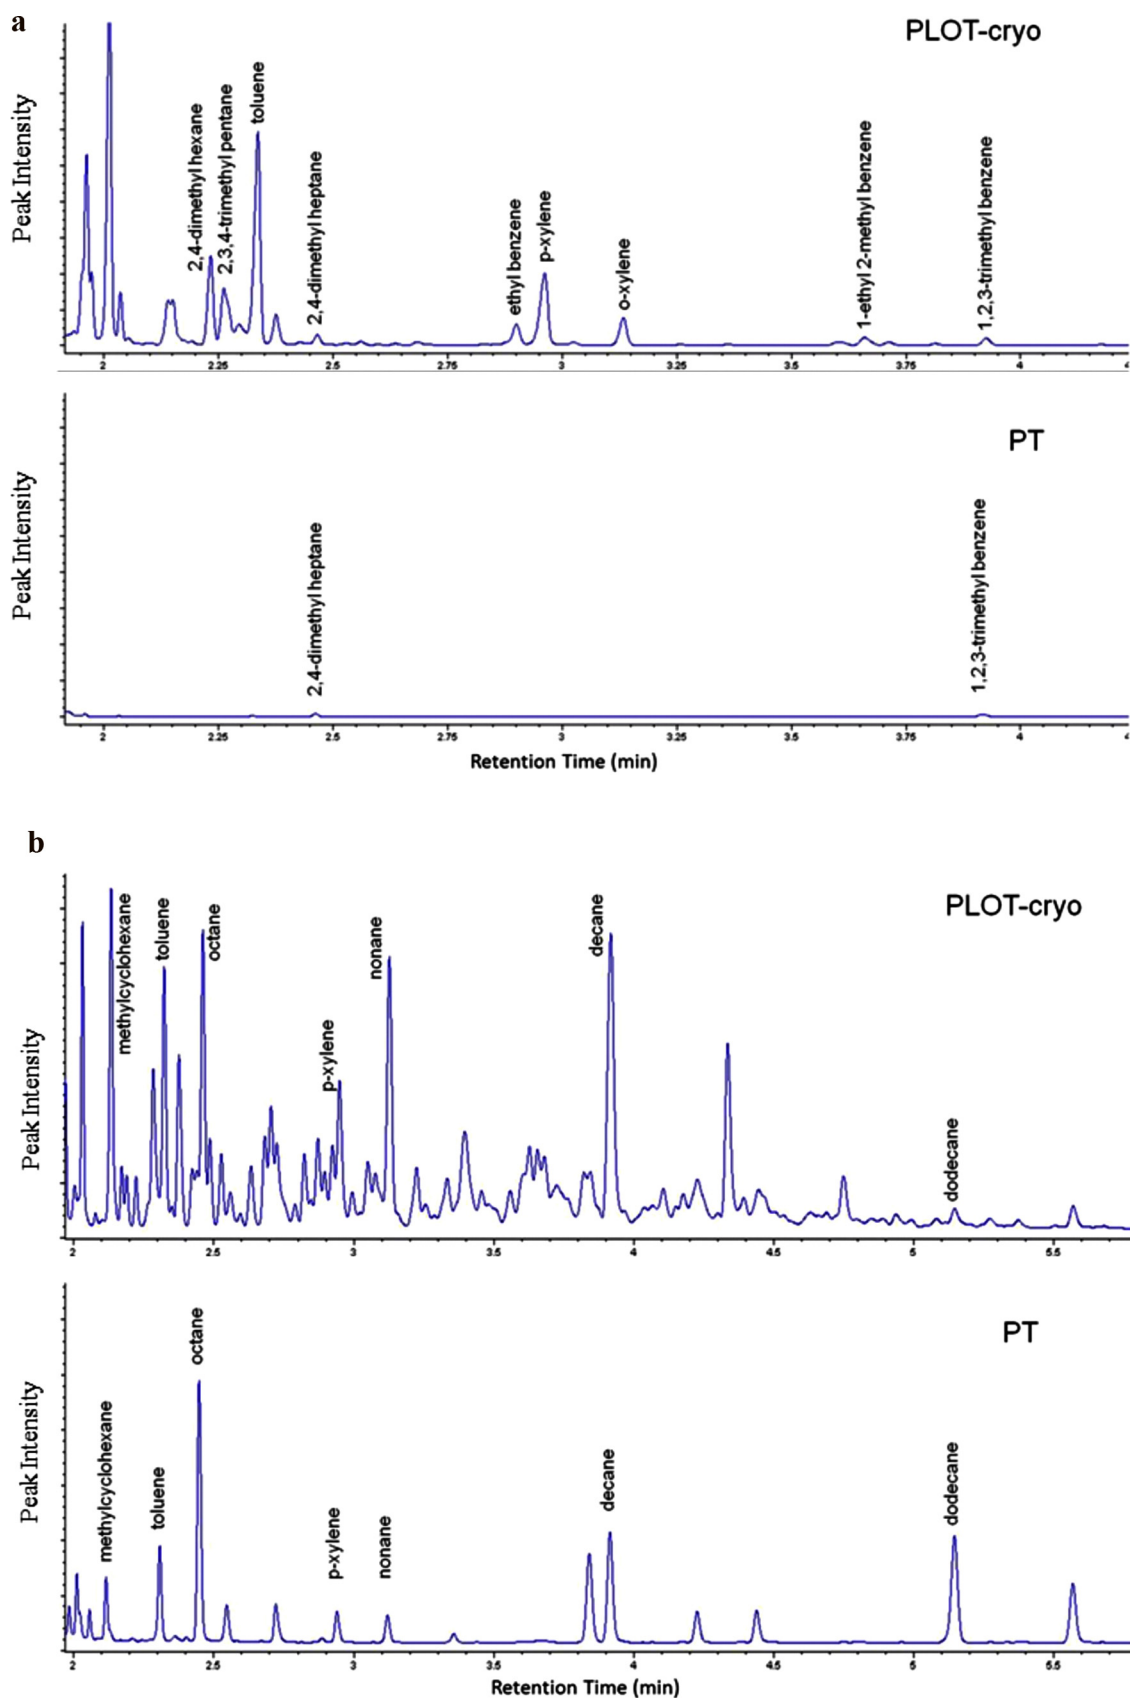 a
PLOT-cryo
Peak Intensity
2,4-dimethyl hexane
2,3,4-trimethyl pentane
toluene
2,4-dimethyl heptane
ethyl benzene
p-xylene
o-xylene
1-ethyl 2-methyl benzene
1,2,3-trimethyl benzene
2 2.25 2.5 2.75 3 3.25 3.5 3.75 4
PT
Peak Intensity
2,4-dimethyl heptane
1,2,3-trimethyl benzene
2 2.25 2.5 2.75 3 3.25 3.5 3.75 4
Retention Time (min)
b
PLOT-cryo
Peak Intensity
methylcyclohexane
toluene
octane
p-xylene
nonane
decane
dodecane
2 2.5 3 3.5 4 4.5 5 5.5
PT
Peak Intensity
methylcyclohexane
toluene
octane
p-xylene
nonane
decane
dodecane
2 2.5 3 3.5 4 4.5 5 5.5
Retention Time (min)